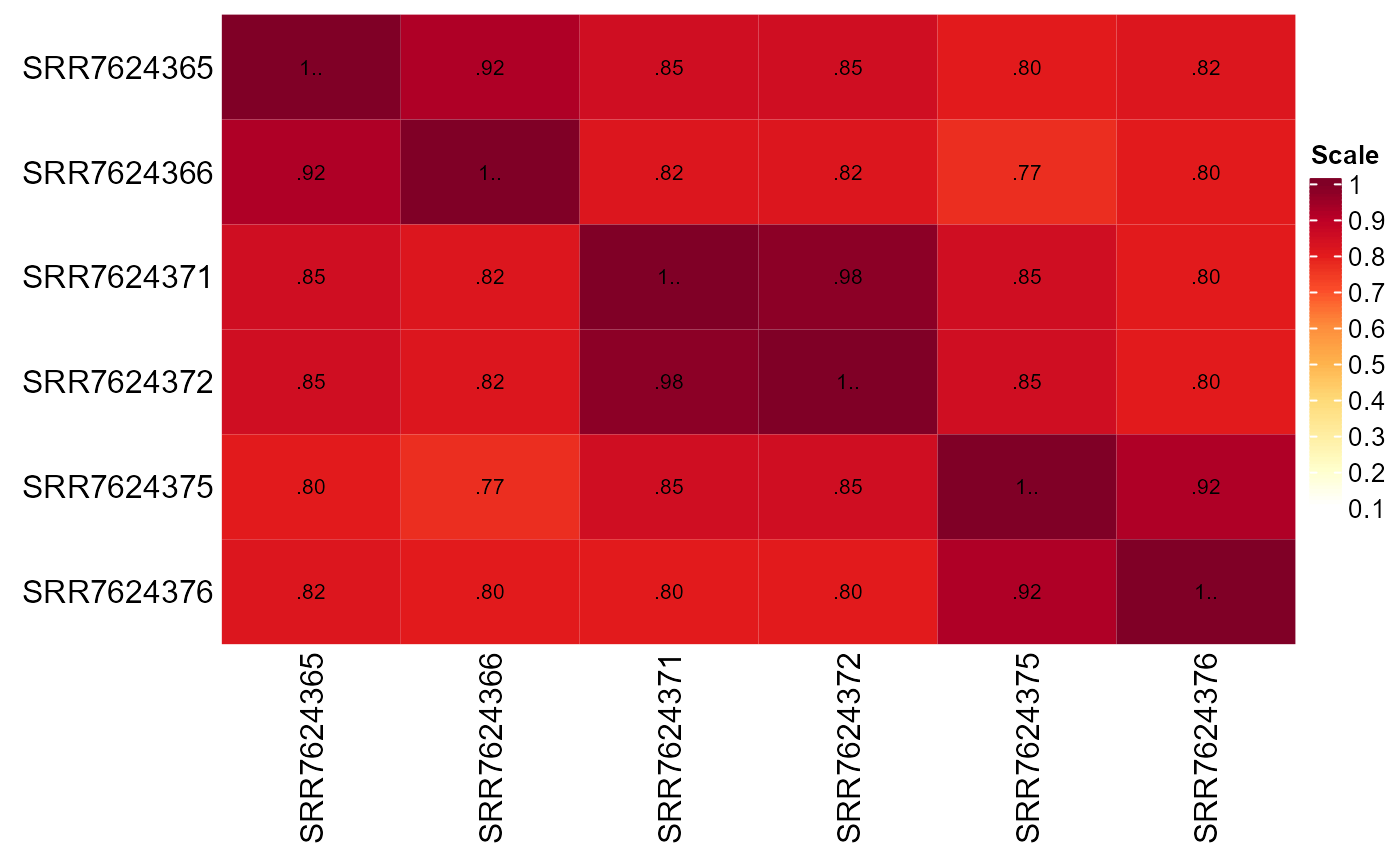 SRR7624365 1.. .92 .85 .85 .80 .82
SRR7624366 .92 1.. .82 .82 .77 .80
SRR7624371 .85 .82 1.. .98 .85 .80
SRR7624372 .85 .82 .98 1.. .85 .80
SRR7624375 .80 .77 .85 .85 1.. .92
SRR7624376 .82 .80 .80 .80 .92 1..
SRR7624365
SRR7624366
SRR7624371
SRR7624372
SRR7624375
SRR7624376
Scale
1
0.9
0.8
0.7
0.6
0.5
0.4
0.3
0.2
0.1